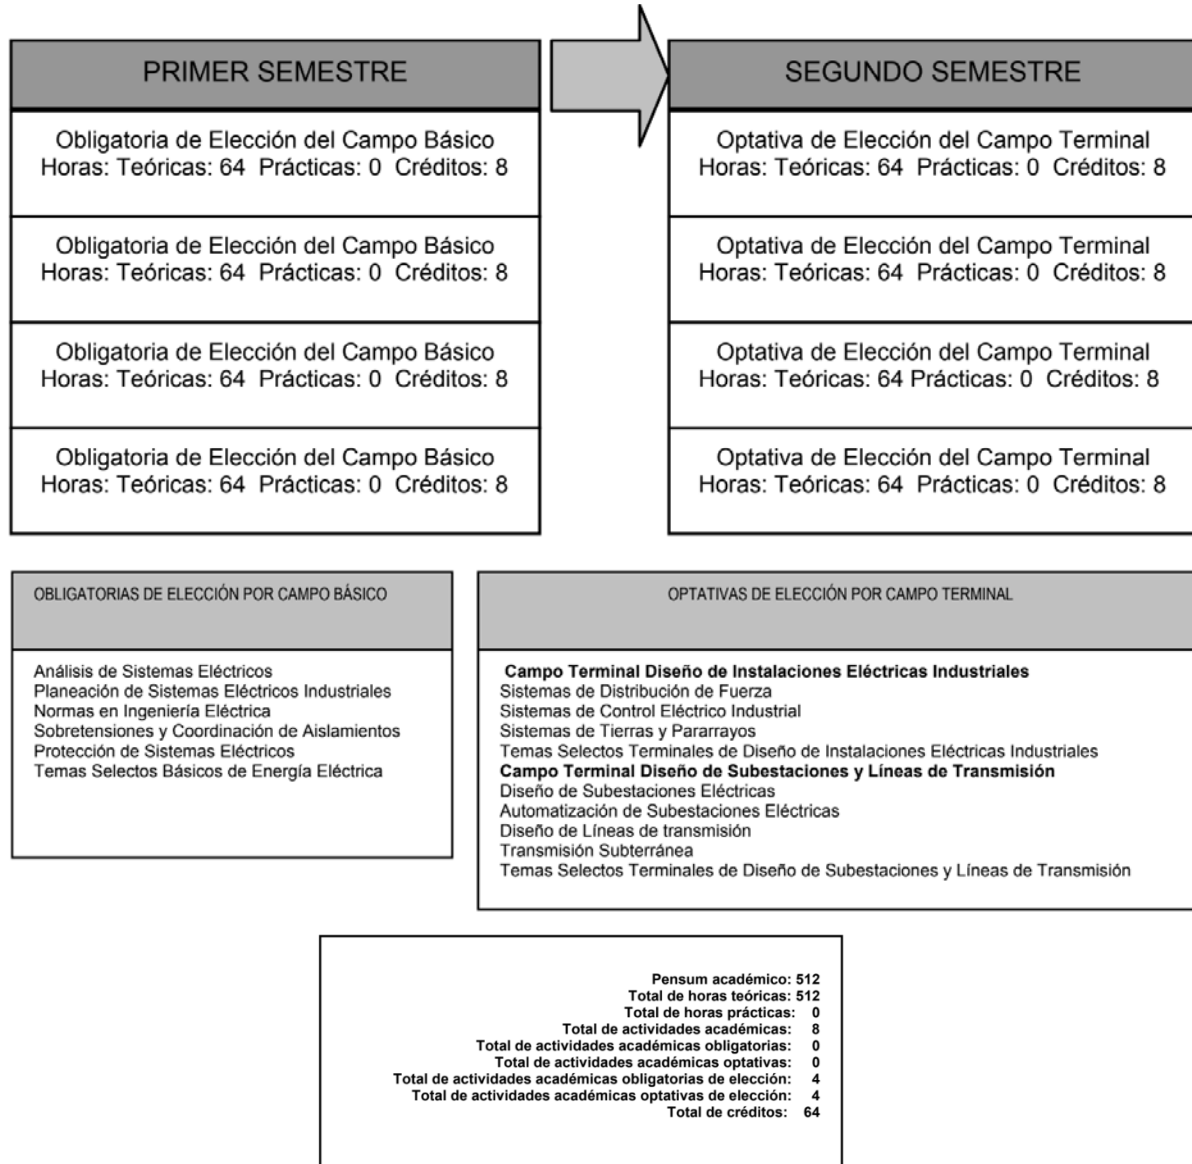 PRIMER SEMESTRE
Obligatoria de Elección del Campo Básico
Horas: Teóricas: 64 Prácticas: 0 Créditos: 8
Obligatoria de Elección del Campo Básico
Horas: Teóricas: 64 Prácticas: 0 Créditos: 8
Obligatoria de Elección del Campo Básico
Horas: Teóricas: 64 Prácticas: 0 Créditos: 8
Obligatoria de Elección del Campo Básico
Horas: Teóricas: 64 Prácticas: 0 Créditos: 8
SEGUNDO SEMESTRE
Optativa de Elección del Campo Terminal
Horas: Teóricas: 64 Prácticas: 0 Créditos: 8
Optativa de Elección del Campo Terminal
Horas: Teóricas: 64 Prácticas: 0 Créditos: 8
Optativa de Elección del Campo Terminal
Horas: Teóricas: 64 Prácticas: 0 Créditos: 8
Optativa de Elección del Campo Terminal
Horas: Teóricas: 64 Prácticas: 0 Créditos: 8
OBLIGATORIAS DE ELECCIÓN POR CAMPO BÁSICO
Análisis de Sistemas Eléctricos
Planeación de Sistemas Eléctricos Industriales
Normas en Ingeniería Eléctrica
Sobretensiones y Coordinación de Aislamientos
Protección de Sistemas Eléctricos
Temas Selectos Básicos de Energía Eléctrica
OPTATIVAS DE ELECCIÓN POR CAMPO TERMINAL
Campo Terminal Diseño de Instalaciones Eléctricas Industriales
Sistemas de Distribución de Fuerza
Sistemas de Control Eléctrico Industrial
Sistemas de Tierras y Pararrayos
Temas Selectos Terminales de Diseño de Instalaciones Eléctricas Industriales
Campo Terminal Diseño de Subestaciones y Líneas de Transmisión
Diseño de Subestaciones Eléctricas
Automatización de Subestaciones Eléctricas
Diseño de Líneas de transmisión
Transmisión Subterránea
Temas Selectos Terminales de Diseño de Subestaciones y Líneas de Transmisión
Pensum académico: 512
Total de horas teóricas: 512
Total de horas prácticas: 0
Total de actividades académicas: 8
Total de actividades académicas obligatorias: 0
Total de actividades académicas optativas: 0
Total de actividades académicas obligatorias de elección: 4
Total de actividades académicas optativas de elección: 4
Total de créditos: 64